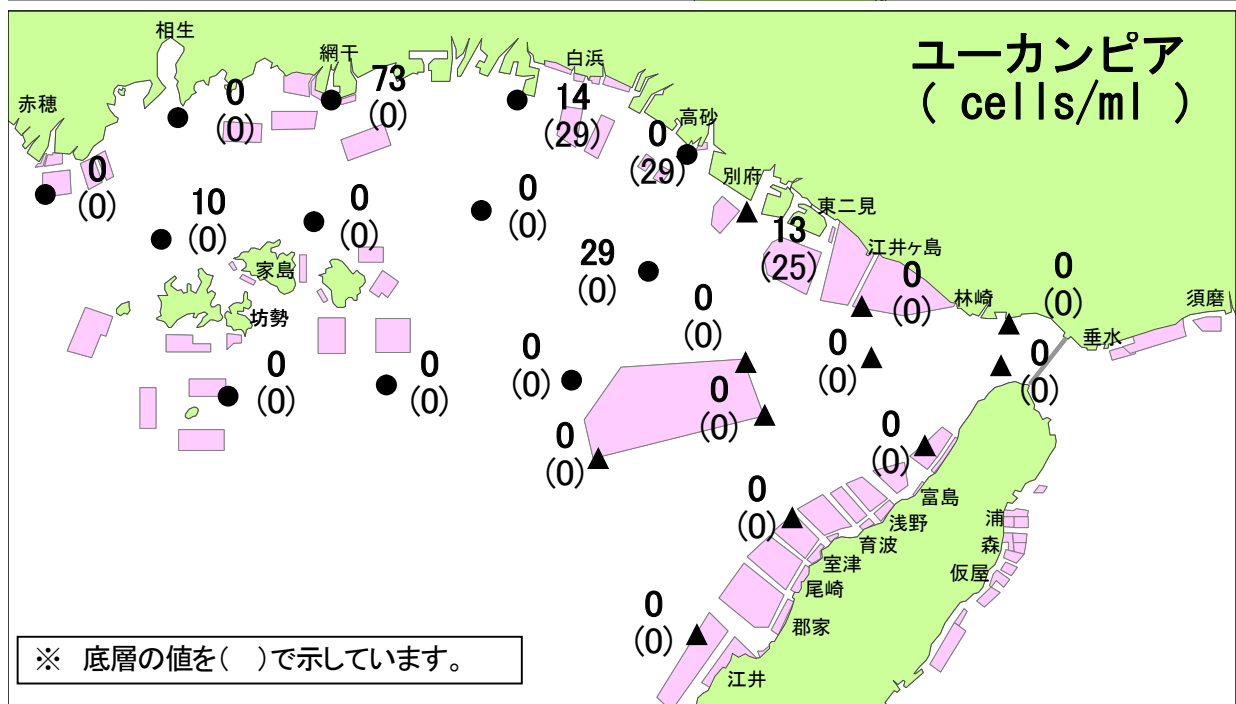 ユーカンピア
( cells/ml )
相生
網干
白浜
赤穂
高砂
別府
東二見
江井ヶ島
林崎
須磨
垂水
家島
坊勢
富島
浅野
育波
室津
尾崎
郡家
江井
浦
森
仮屋
0
(0)
73
(0)
14
(29)
0
(29)
0
(0)
10
(0)
0
(0)
0
(0)
29
(0)
13
(25)
0
(0)
0
(0)
0
(0)
0
(0)
0
(0)
0
(0)
0
(0)
0
(0)
0
(0)
0
(0)
0
(0)
0
(0)
0
(0)
※ 底層の値を( )で示しています。